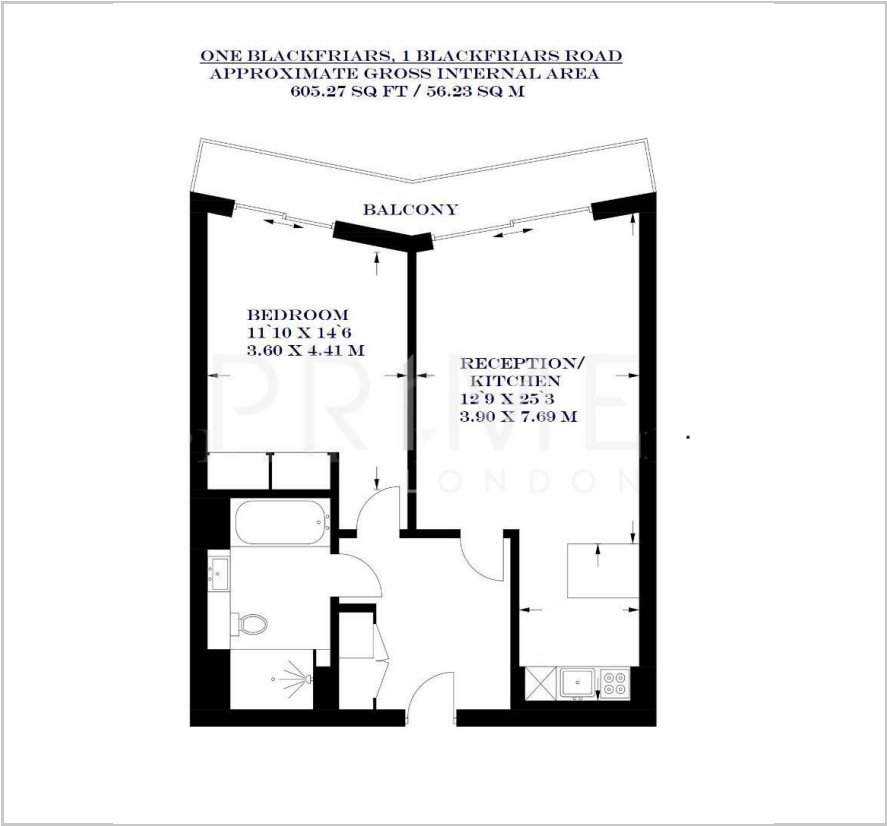 ONE BLACKFRIARS, 1 BLACKFRIARS ROAD
APPROXIMATE GROSS INTERNAL AREA
605.27 SQ FT / 56.23 SQ M
BALCONY
BEDROOM
11`10 X 14`6
3.60 X 4.41 M
RECEPTION/
KITCHEN
12`9 X 25`3
3.90 X 7.69 M
PRIME
LONDON